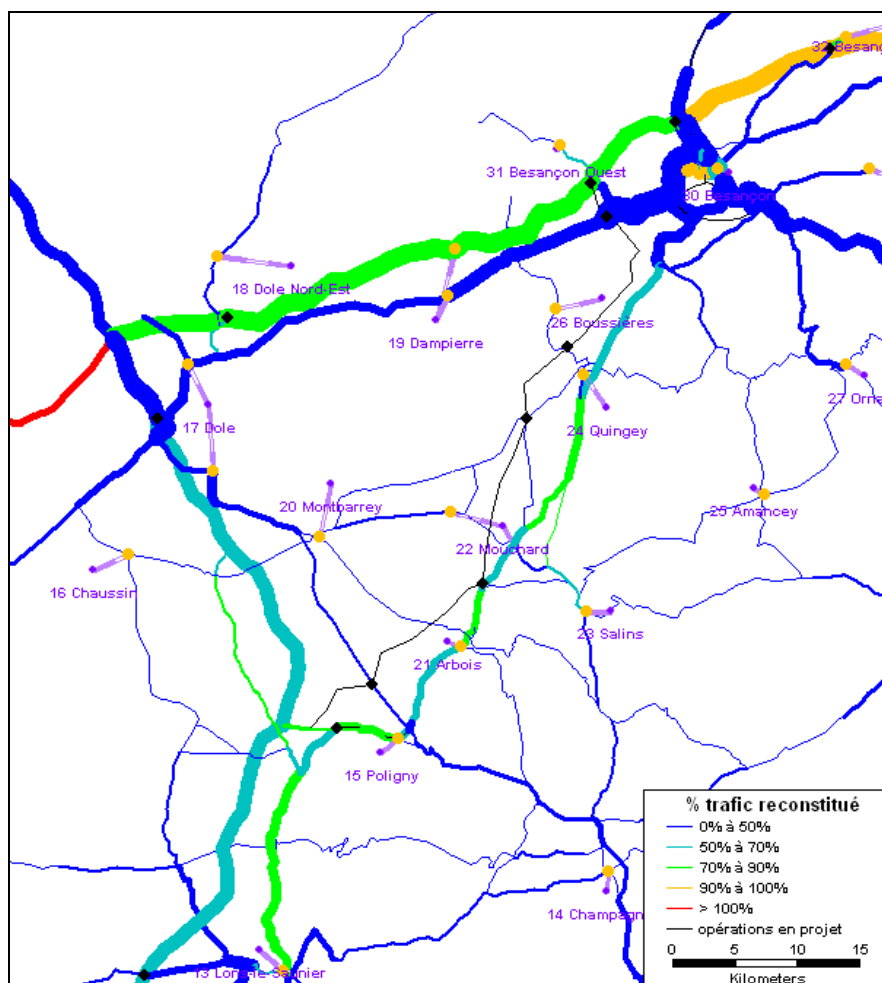 32 Besanç
31 Besançon Ouest
30 Besançon
18 Dole Nord-Est
26 Boussières
19 Dampierre
27 Orna
17 Dole
24 Quingey
25 Amancey
20 Montbarrey
22 Mouchard
16 Chaussin
23 Salins
21 Arbois
15 Poligny
14 Champagn
13 Lons-le-Saunier
% trafic reconstitué
0% à 50%
50% à 70%
70% à 90%
90% à 100%
> 100%
opérations en projet
0 5 10 15
Kilometers